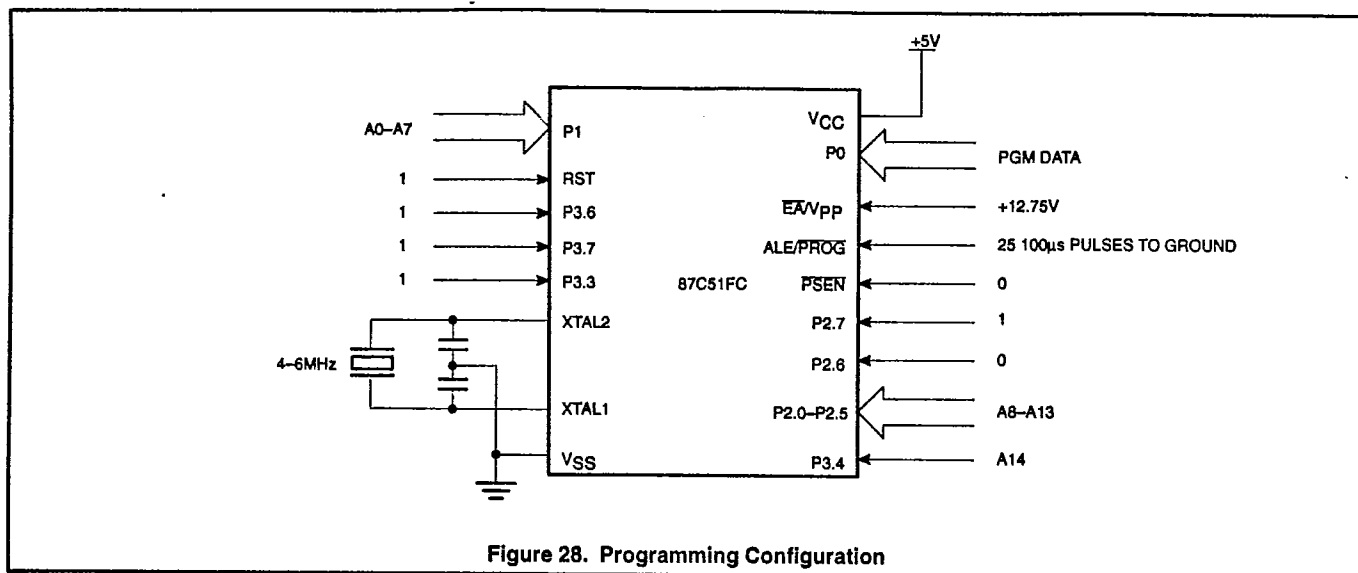 +5V
A0–A7
P1
VCC
P0
PGM DATA
1
RST
1
P3.6
EA/VPP
+12.75V
1
P3.7
ALE/PROG
25 100µs PULSES TO GROUND
1
P3.3
87C51FC
PSEN
0
XTAL2
P2.7
1
4–6MHz
P2.6
0
XTAL1
P2.0–P2.5
A8–A13
VSS
P3.4
A14
Figure 28. Programming Configuration